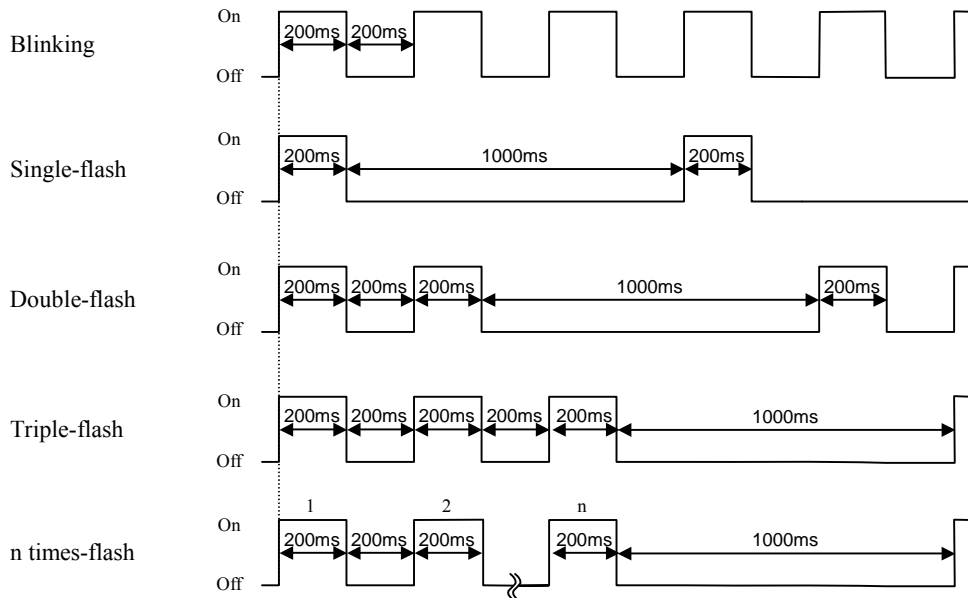 On
Blinking
200ms 200ms
Off
On
Single-flash
200ms 1000ms 200ms
Off
On
Double-flash
200ms 200ms 200ms 1000ms 200ms
Off
On
Triple-flash
200ms 200ms 200ms 200ms 200ms 1000ms
Off
1 2 n
On
n times-flash
200ms 200ms 200ms 200ms 1000ms
Off